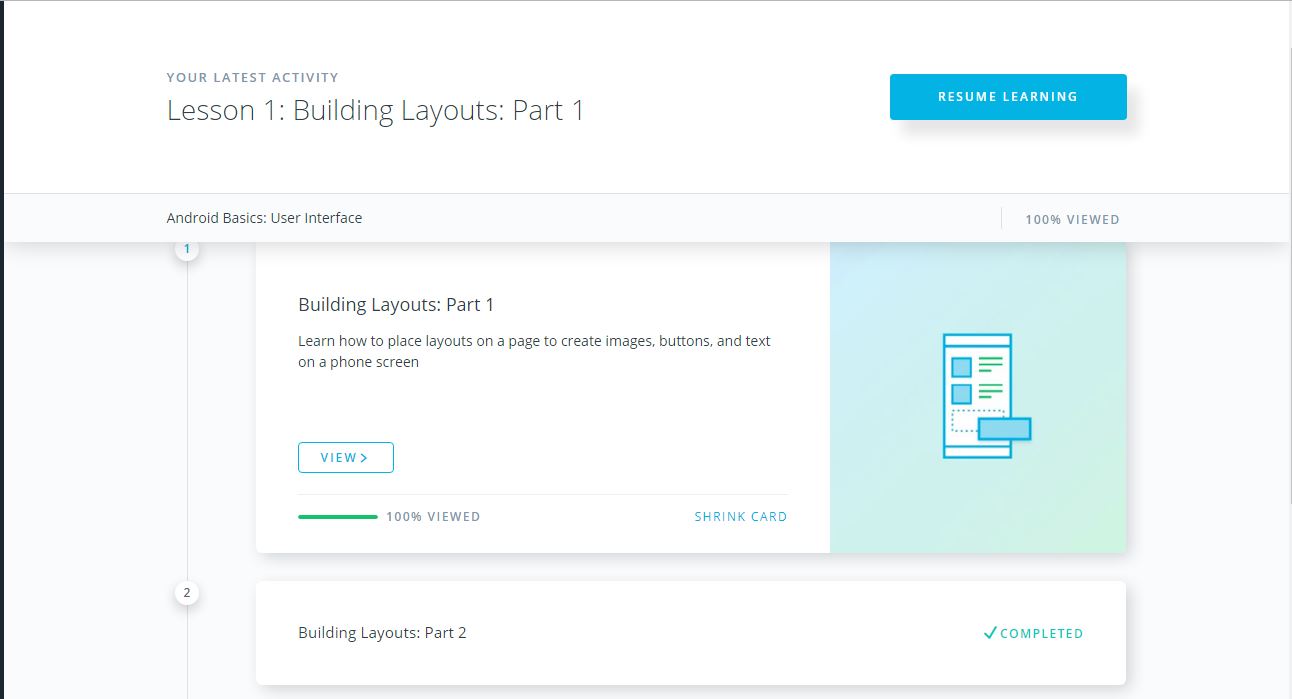 YOUR LATEST ACTIVITY
Lesson 1: Building Layouts: Part 1
RESUME LEARNING
Android Basics: User Interface
100% VIEWED
1
Building Layouts: Part 1
Learn how to place layouts on a page to create images, buttons, and text
on a phone screen
VIEW
100% VIEWED
SHRINK CARD
2
Building Layouts: Part 2
COMPLETED